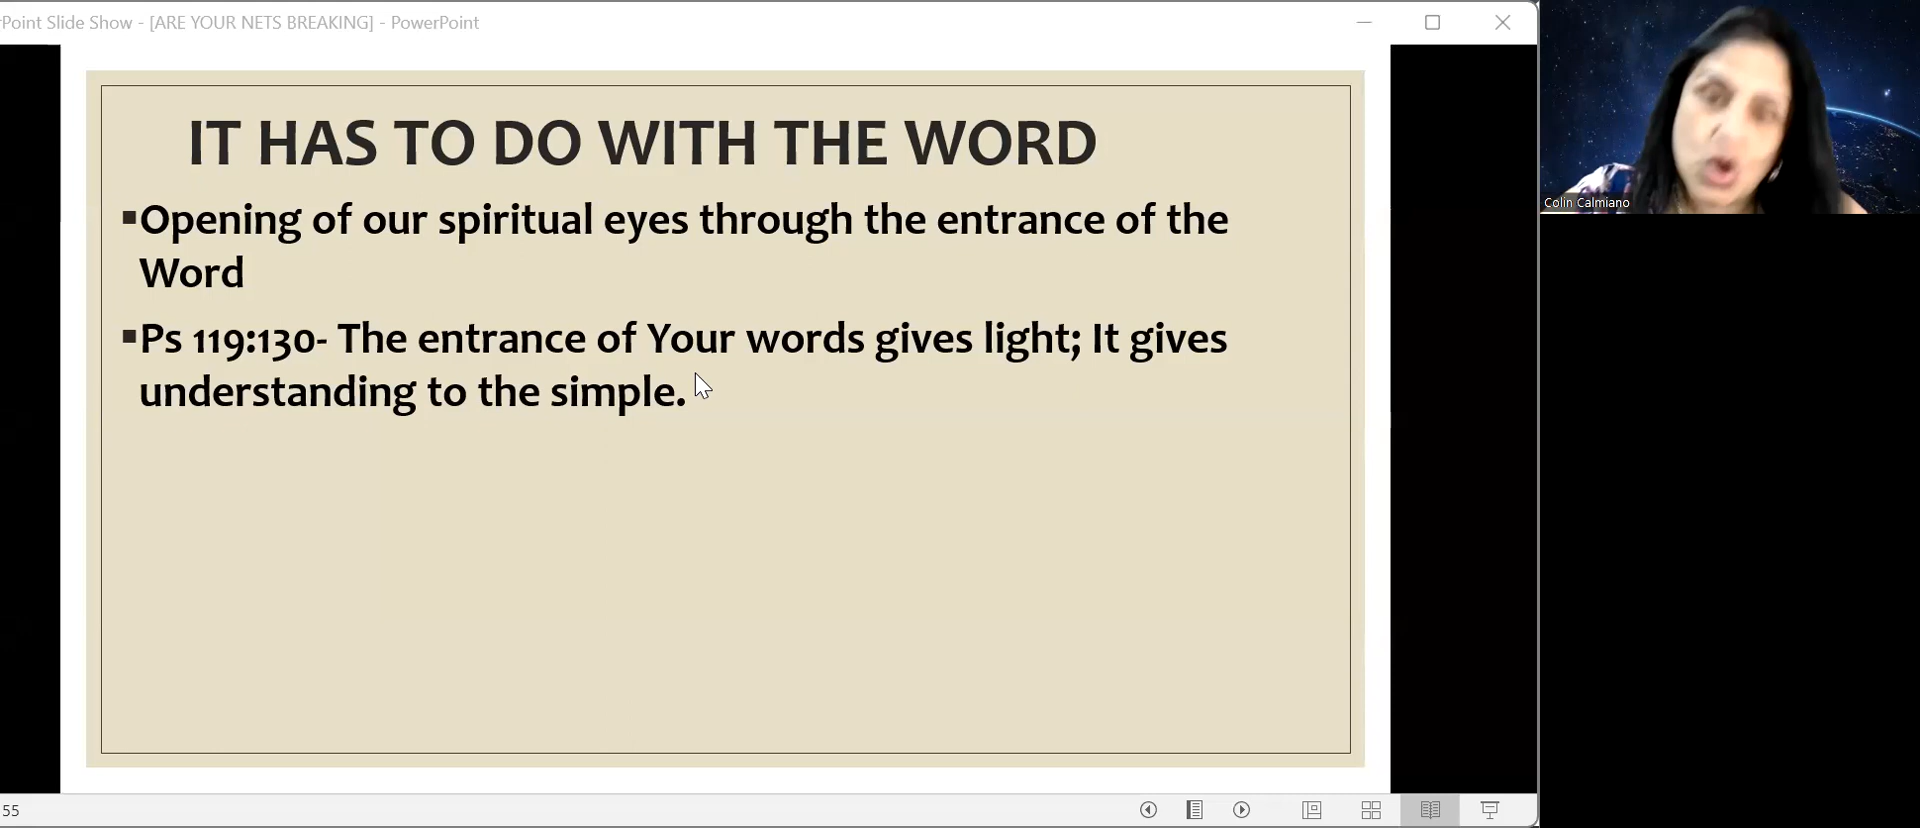 Point Slide Show - [ARE YOUR NETS BREAKING] - PowerPoint
IT HAS TO DO WITH THE WORD
Opening of our spiritual eyes through the entrance of the
Word
Ps 119:130- The entrance of Your words gives light; It gives
understanding to the simple.
Colin Calmiano
55